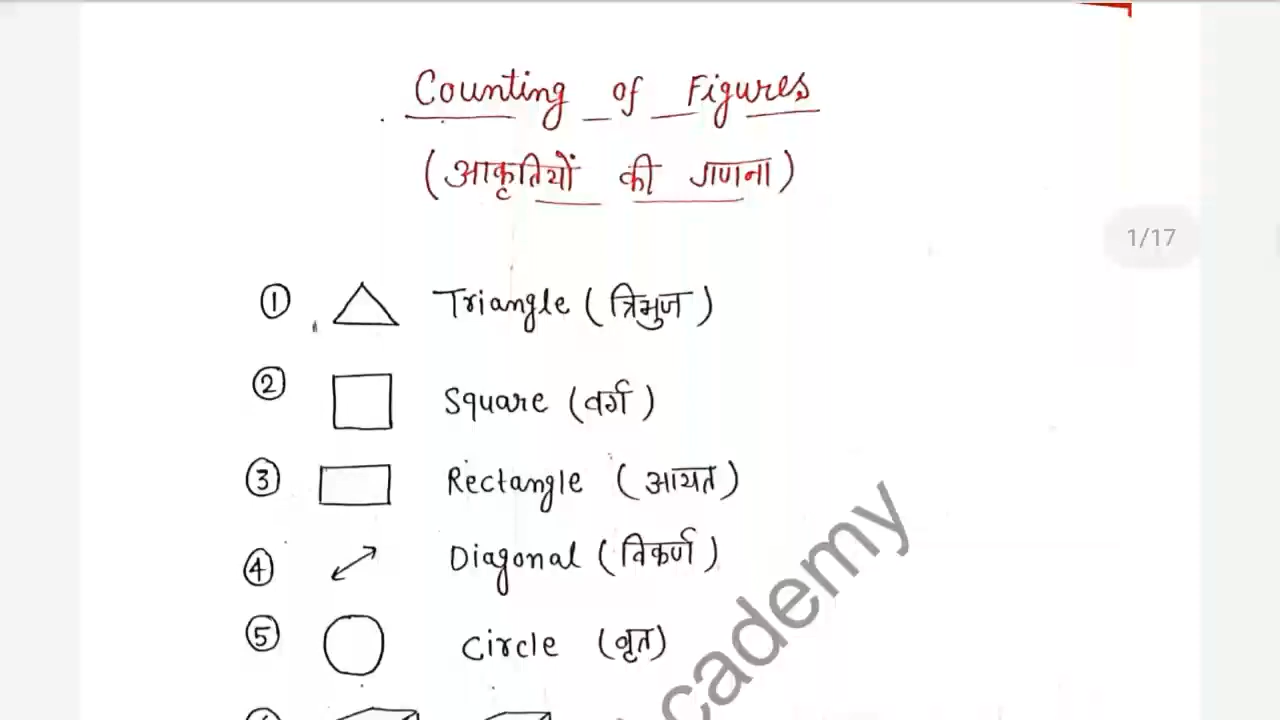 Counting of Figures
(आकृतियों की गणना)
1/17
① Triangle (त्रिभुज)
② Square (वर्ग)
③ Rectangle (आयत)
④ Diagonal (विकर्ण)
⑤ Circle (वृत)
cademy